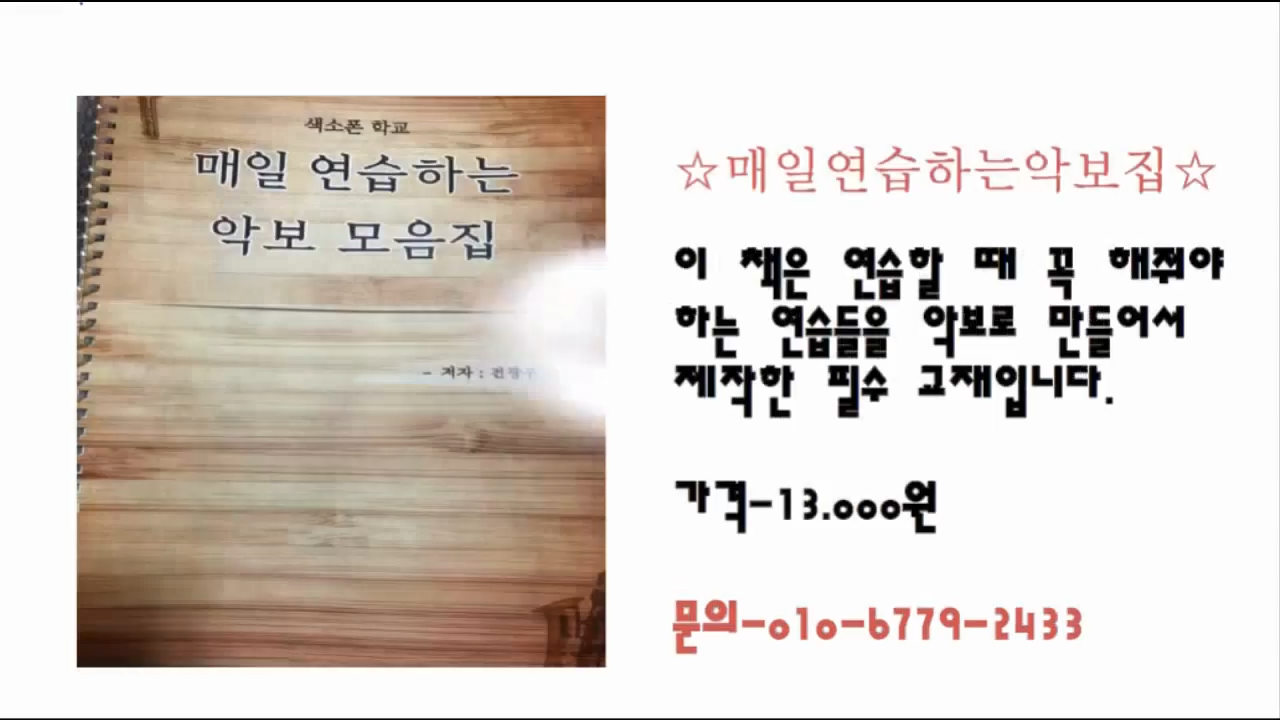 색소폰 학교
매일 연습하는
악보 모음집
- 저자 :
☆매일연습하는악보집☆
이 책은 연습할 때 꼭 해줘야
하는 연습들을 악보로 만들어서
제작한 필수 교재입니다.
가격-13.000원
문의-010-6779-2433